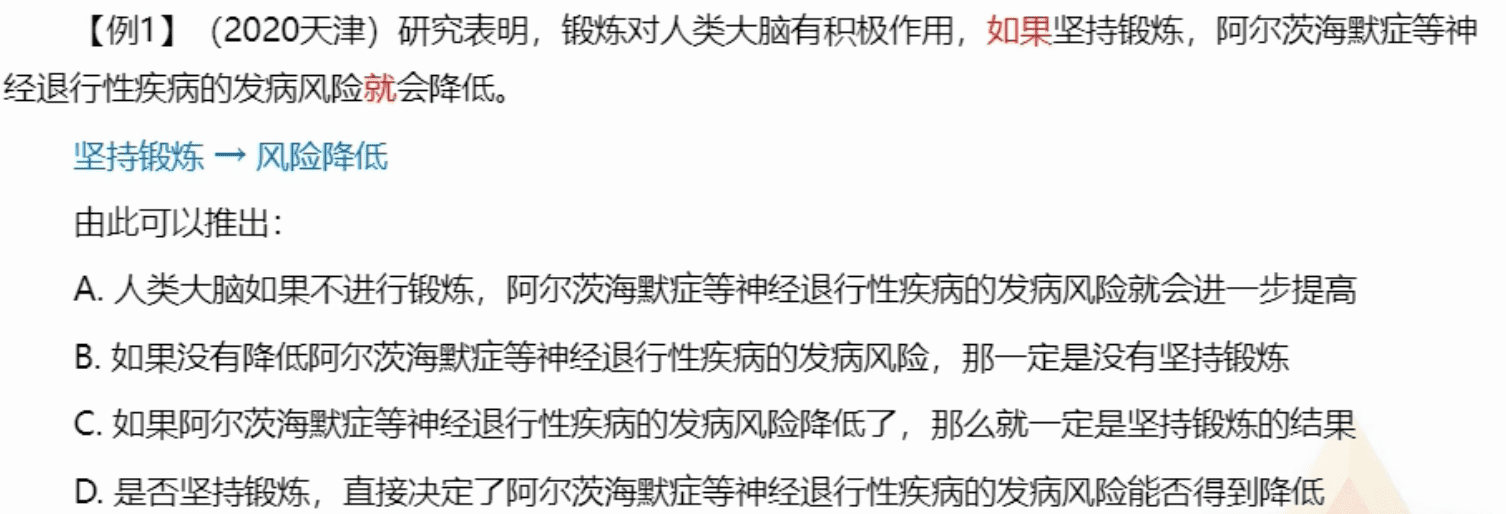 【例1】（2020天津）研究表明，锻炼对人类大脑有积极作用，如果坚持锻炼，阿尔茨海默症等神
经退行性疾病的发病风险就会降低。
坚持锻炼 → 风险降低
由此可以推出：
A. 人类大脑如果不进行锻炼，阿尔茨海默症等神经退行性疾病的发病风险就会进一步提高
B. 如果没有降低阿尔茨海默症等神经退行性疾病的发病风险，那一定是没有坚持锻炼
C. 如果阿尔茨海默症等神经退行性疾病的发病风险降低了，那么就一定是坚持锻炼的结果
D. 是否坚持锻炼，直接决定了阿尔茨海默症等神经退行性疾病的发病风险能否得到降低